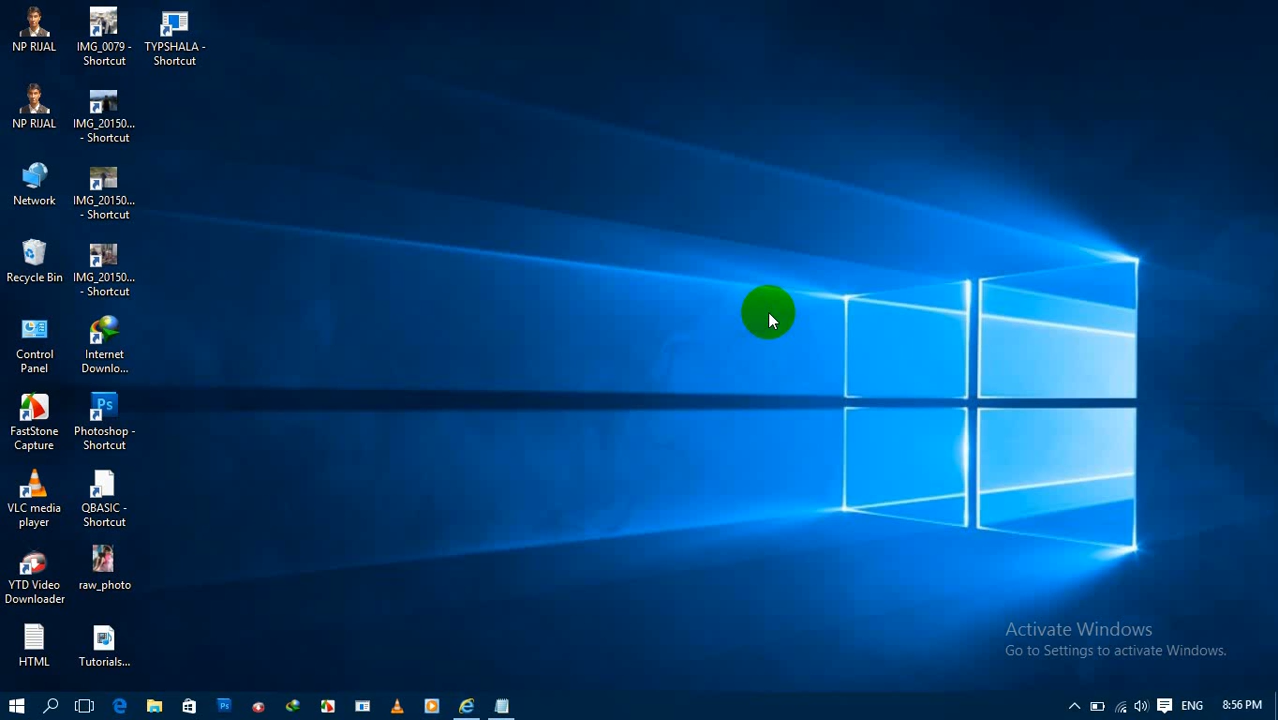 NP RIJAL
IMG_0079 -
Shortcut
TYPSHALA -
Shortcut
NP RIJAL
IMG_20150...
- Shortcut
Network
IMG_20150...
- Shortcut
Recycle Bin
IMG_20150...
- Shortcut
Control
Panel
Internet
Downlo...
FastStone
Capture
Ps
Photoshop -
Shortcut
VLC media
player
QBASIC -
Shortcut
YTD Video
Downloader
raw_photo
HTML
Tutorials...
Activate Windows
Go to Settings to activate Windows.
Ps
ENG
8:56 PM